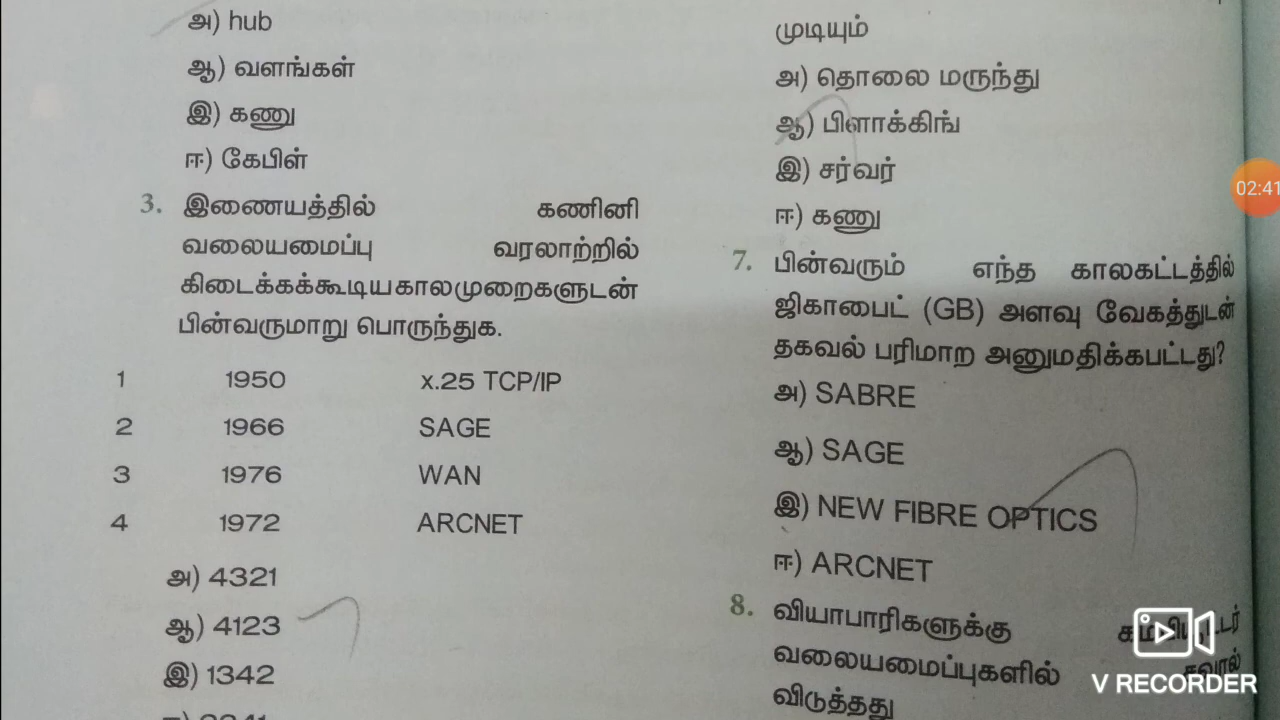 அ) hub
ஆ) வளங்கள்
இ) கணு
ஈ) கேபிள்
3. இணையத்தில் கணினி
வலையமைப்பு வரலாற்றில்
கிடைக்கக்கூடியகாலமுறைகளுடன்
பின்வருமாறு பொருந்துக.
1 1950 x.25 TCP/IP
2 1966 SAGE
3 1976 WAN
4 1972 ARCNET
அ) 4321
ஆ) 4123
இ) 1342
முடியும்
அ) தொலை மருந்து
ஆ) பிளாக்கிங்
இ) சர்வர்
ஈ) கணு
7. பின்வரும் எந்த காலகட்டத்தில்
ஜிகாபைட் (GB) அளவு வேகத்துடன்
தகவல் பரிமாற அனுமதிக்கபட்டது?
அ) SABRE
ஆ) SAGE
இ) NEW FIBRE OPTICS
ஈ) ARCNET
8. வியாபாரிகளுக்கு
வலையமைப்புகளில் சவால்
விடுத்தது
02:41
V RECORDER